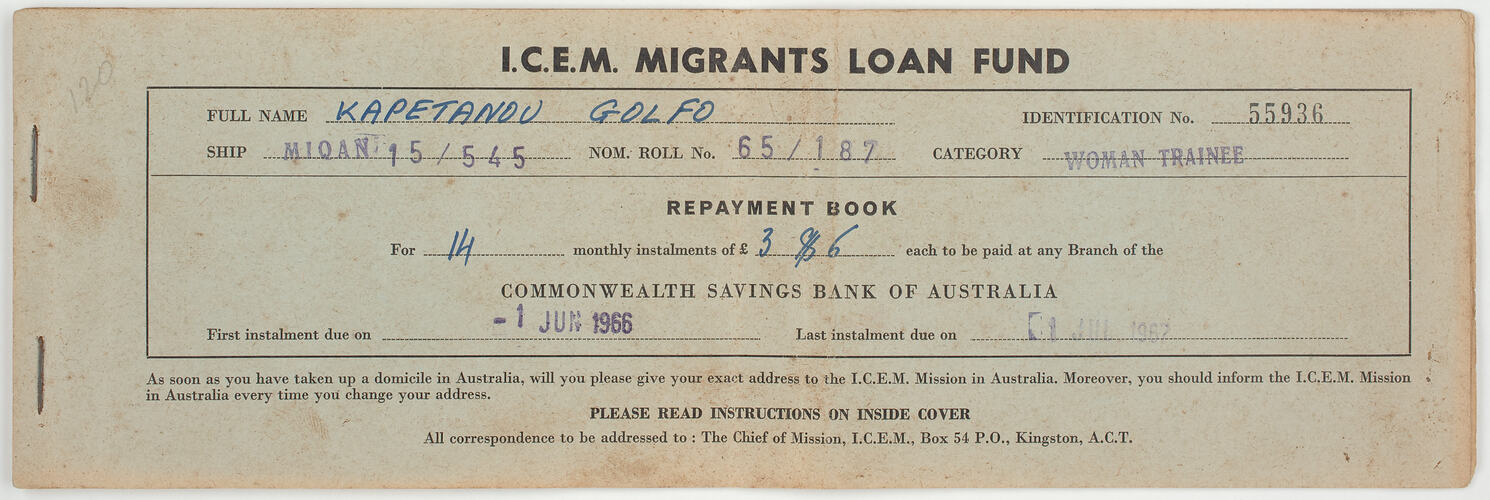 120
I.C.E.M. MIGRANTS LOAN FUND
FULL NAME KAPETANOU GOLFO IDENTIFICATION No. 55936
SHIP MIOAN 15/545 NOM. ROLL No. 65/187 CATEGORY WOMAN TRAINEE
REPAYMENT BOOK
For 14 monthly instalments of £ 3 6 each to be paid at any Branch of the
COMMONWEALTH SAVINGS BANK OF AUSTRALIA
First instalment due on -1 JUN 1966 Last instalment due on 1 JUL 1967
As soon as you have taken up a domicile in Australia, will you please give your exact address to the I.C.E.M. Mission in Australia. Moreover, you should inform the I.C.E.M. Mission
in Australia every time you change your address.
PLEASE READ INSTRUCTIONS ON INSIDE COVER
All correspondence to be addressed to : The Chief of Mission, I.C.E.M., Box 54 P.O., Kingston, A.C.T.